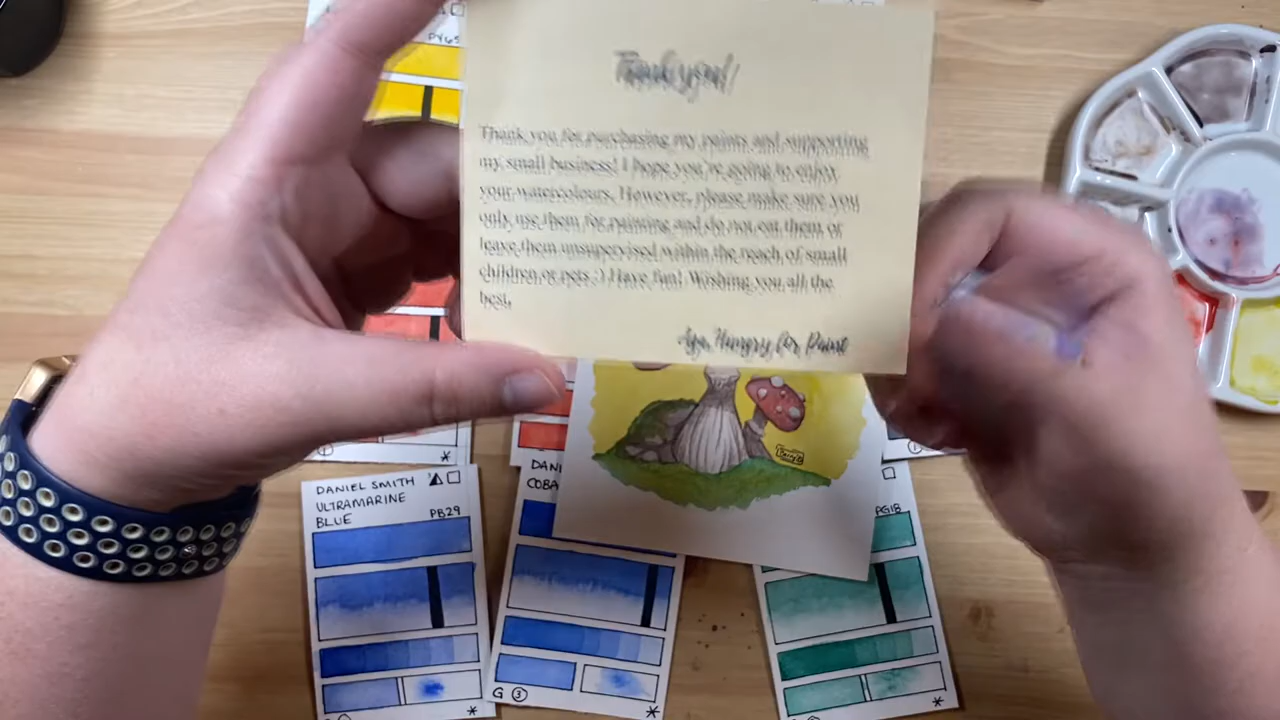 PY65
Thank you!
Thank you for purchasing my paints and supporting
my small business! I hope you're going to enjoy
your watercolours. However, please make sure you
only use them for painting and do not eat them or
leave them unsupervised within the reach of small
children or pets :) Have fun! Wishing you all the
best,
Aga, Hungry for Paint
DANIEL SMITH
ULTRAMARINE
BLUE
PB29
DANI
COBA
PG18
G 3